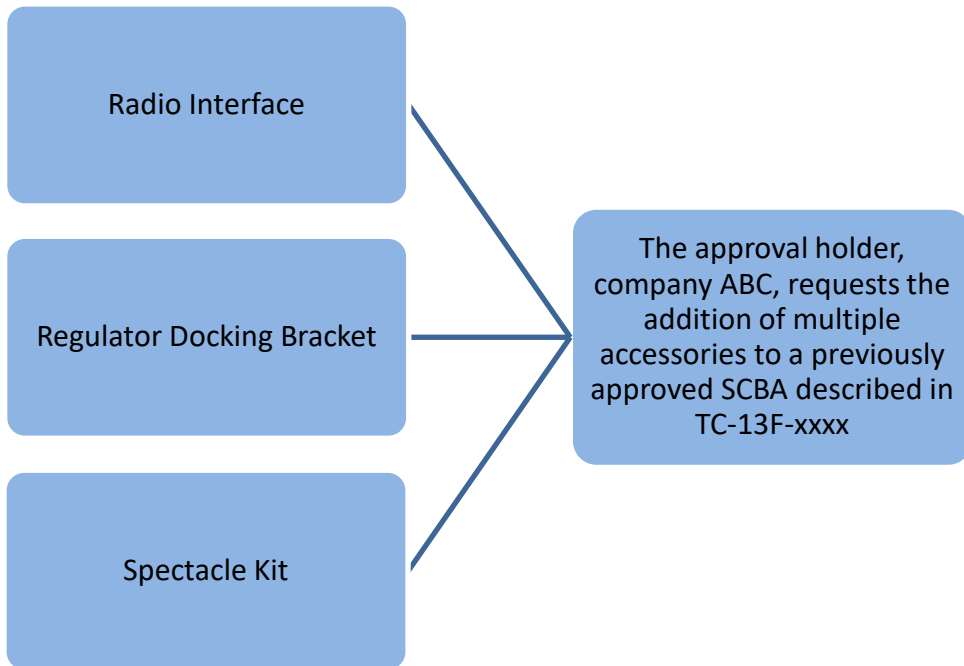 Radio Interface
Regulator Docking Bracket
Spectacle Kit
The approval holder,
company ABC, requests the
addition of multiple
accessories to a previously
approved SCBA described in
TC-13F-xxxx